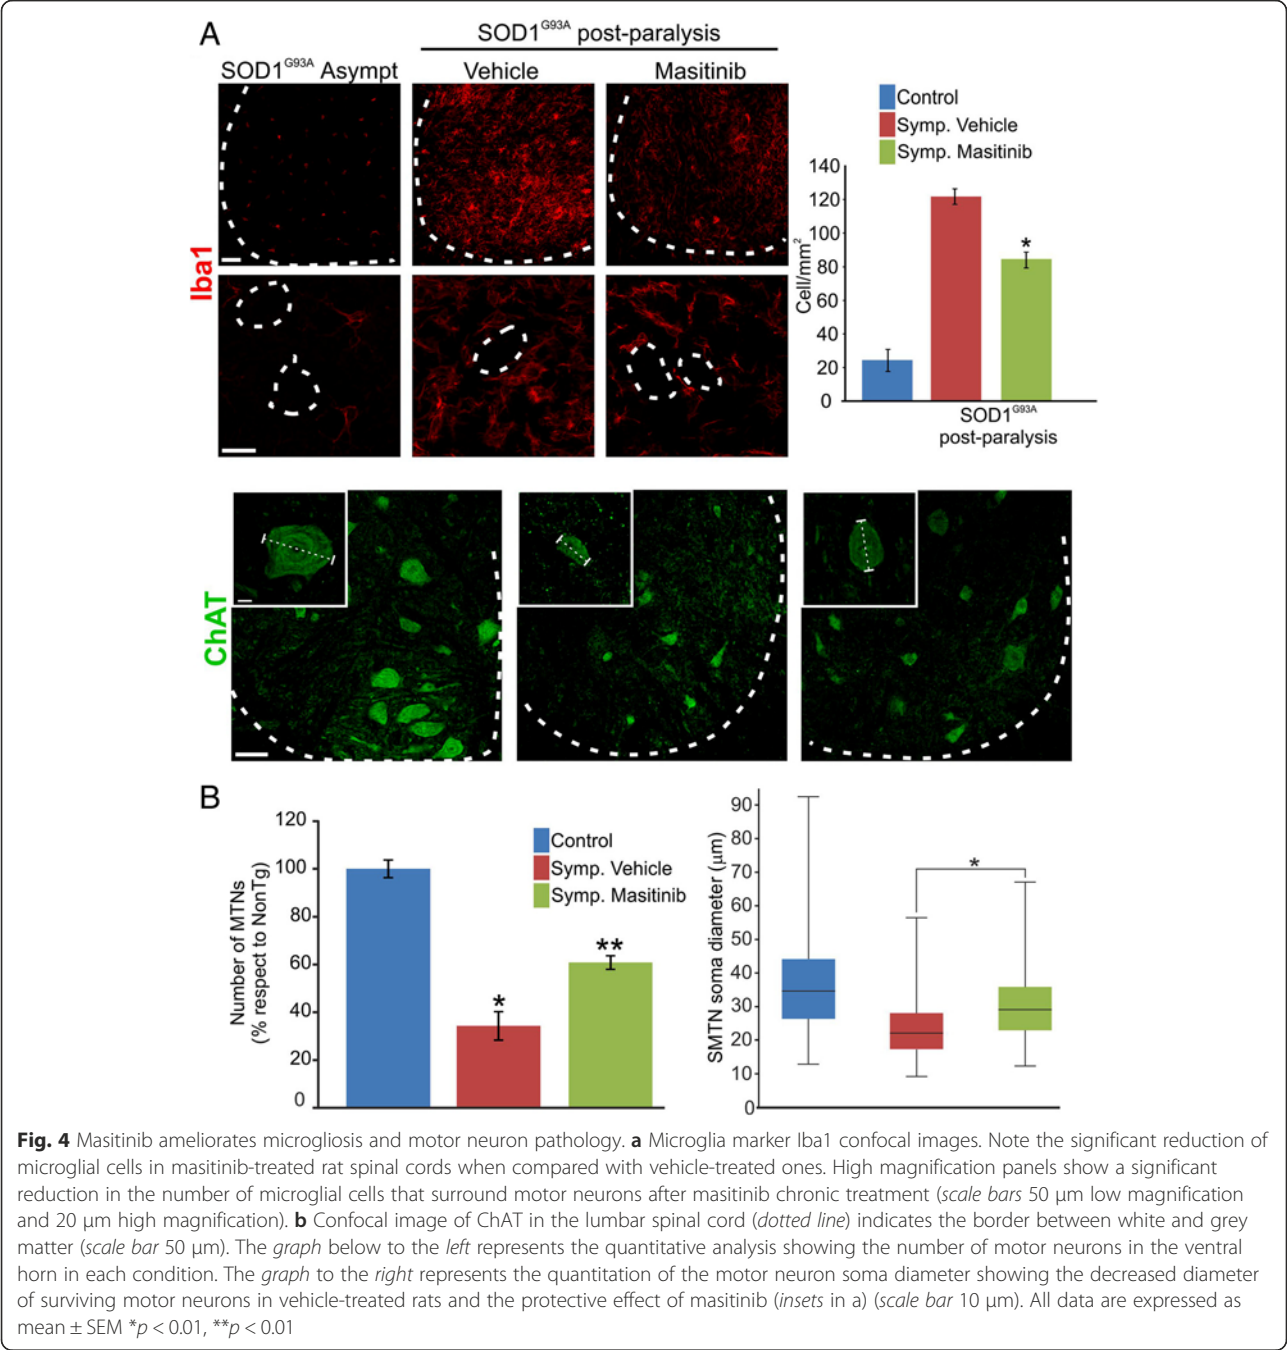 A
SOD1^G93A post-paralysis
SOD1^G93A Asympt
Vehicle
Masitinib
Iba1
Control
Symp. Vehicle
Symp. Masitinib
140
120
100
80
60
40
20
0
Cell/mm²
*
SOD1^G93A
post-paralysis
ChAT
B
120
100
80
60
40
20
0
Number of MTNs
(% respect to NonTg)
Control
Symp. Vehicle
Symp. Masitinib
*
**
90
80
70
60
50
40
30
20
10
0
SMTN soma diameter (μm)
*
Fig. 4 Masitinib ameliorates microgliosis and motor neuron pathology. a Microglia marker Iba1 confocal images. Note the significant reduction of
microglial cells in masitinib-treated rat spinal cords when compared with vehicle-treated ones. High magnification panels show a significant
reduction in the number of microglial cells that surround motor neurons after masitinib chronic treatment (scale bars 50 μm low magnification
and 20 μm high magnification). b Confocal image of ChAT in the lumbar spinal cord (dotted line) indicates the border between white and grey
matter (scale bar 50 μm). The graph below to the left represents the quantitative analysis showing the number of motor neurons in the ventral
horn in each condition. The graph to the right represents the quantitation of the motor neuron soma diameter showing the decreased diameter
of surviving motor neurons in vehicle-treated rats and the protective effect of masitinib (insets in a) (scale bar 10 μm). All data are expressed as
mean ± SEM *p < 0.01, **p < 0.01